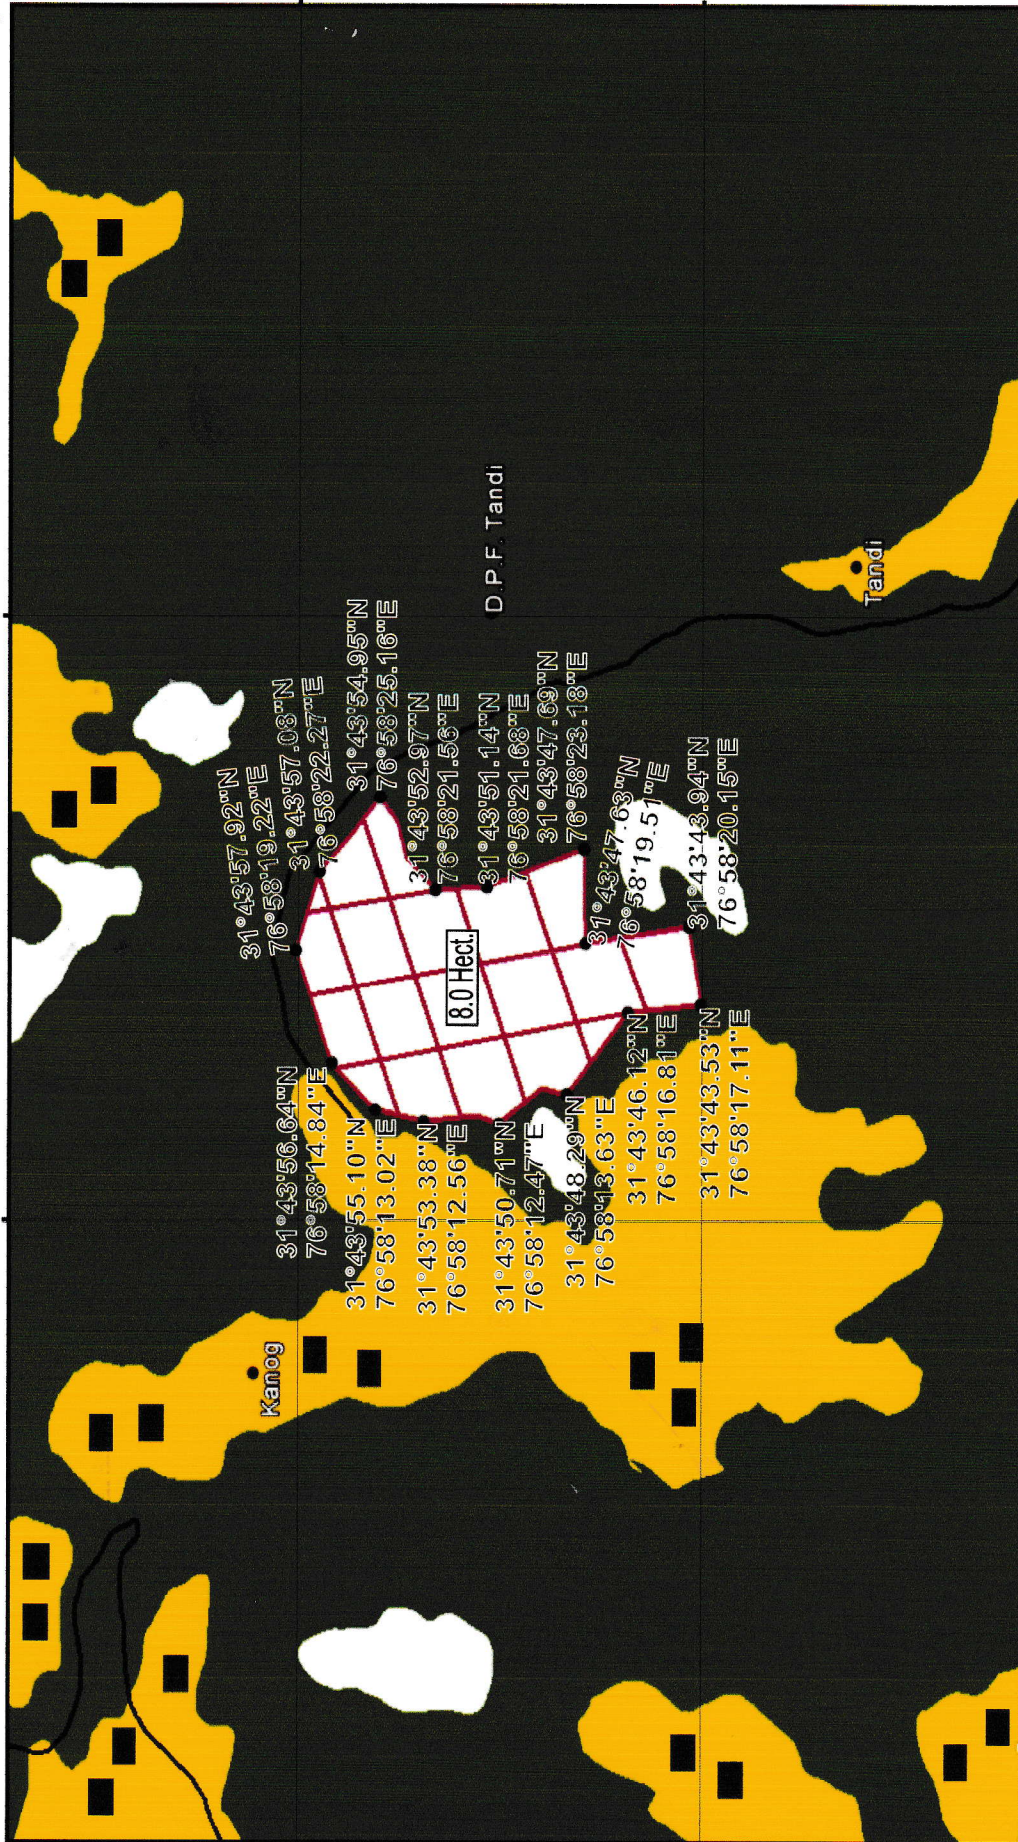 31°43'57.92"N
76°58'19.22"E
31°43'57.08"N
76°58'22.27"E
31°43'54.95"N
76°58'25.16"E
31°43'52.97"N
76°58'21.56"E
31°43'51.14"N
76°58'21.68"E
31°43'47.69"N
76°58'23.18"E
31°43'47.63"N
76°58'19.51"E
31°43'43.94"N
76°58'20.15"E
31°43'43.53"N
76°58'17.11"E
31°43'46.12"N
76°58'16.81"E
31°43'48.29"N
76°58'13.63"E
31°43'50.71"N
76°58'12.47"E
31°43'53.38"N
76°58'12.56"E
31°43'55.10"N
76°58'13.02"E
31°43'56.64"N
76°58'14.84"E
8.0 Hect.
D.P.F. Tandi
Tandi
Kanog